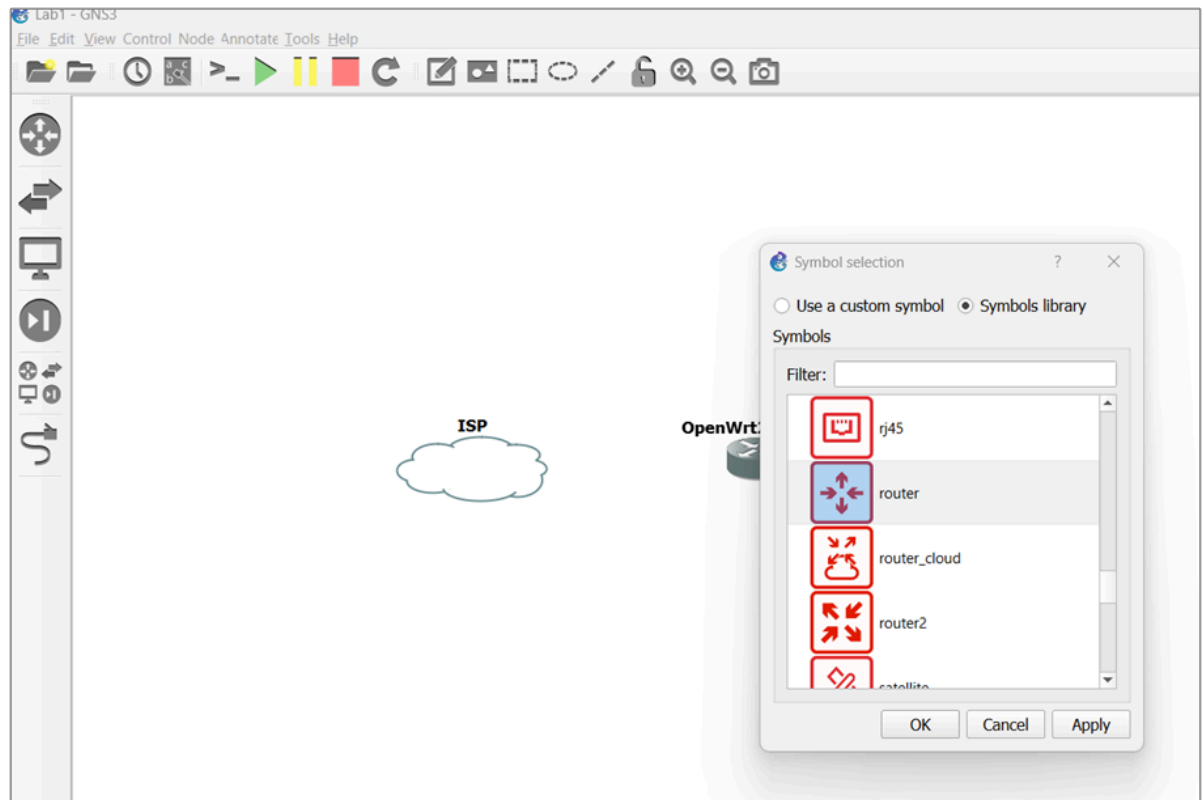 Lab1 - GNS3
File Edit View Control Node Annotate Tools Help
Symbol selection
Use a custom symbol Symbols library
Symbols
Filter:
rj45
router
router_cloud
router2
satellite
OK Cancel Apply
ISP